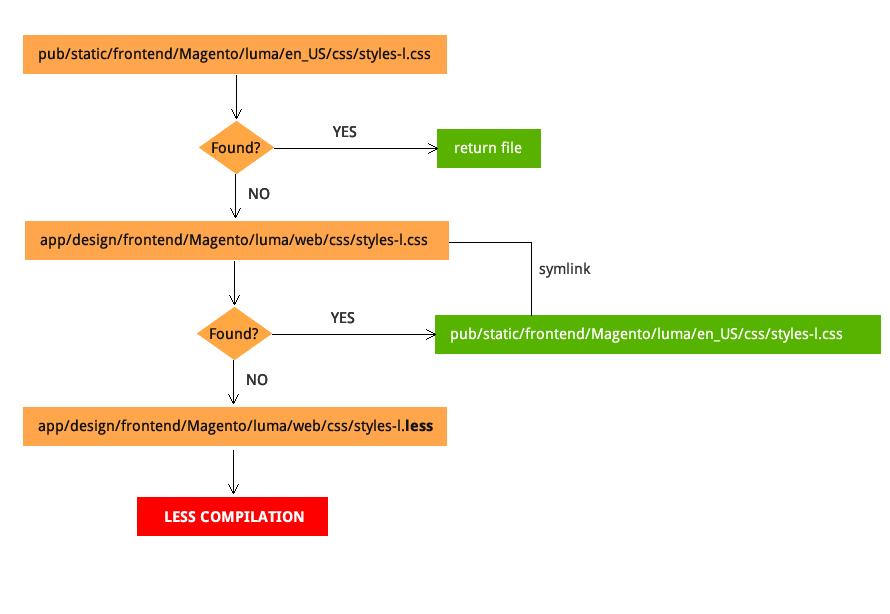 pub/static/frontend/Magento/luma/en_US/css/styles-l.css
YES
Found?
return file
NO
app/design/frontend/Magento/luma/web/css/styles-l.css
symlink
YES
Found?
pub/static/frontend/Magento/luma/en_US/css/styles-l.css
NO
app/design/frontend/Magento/luma/web/css/styles-l.less
LESS COMPILATION